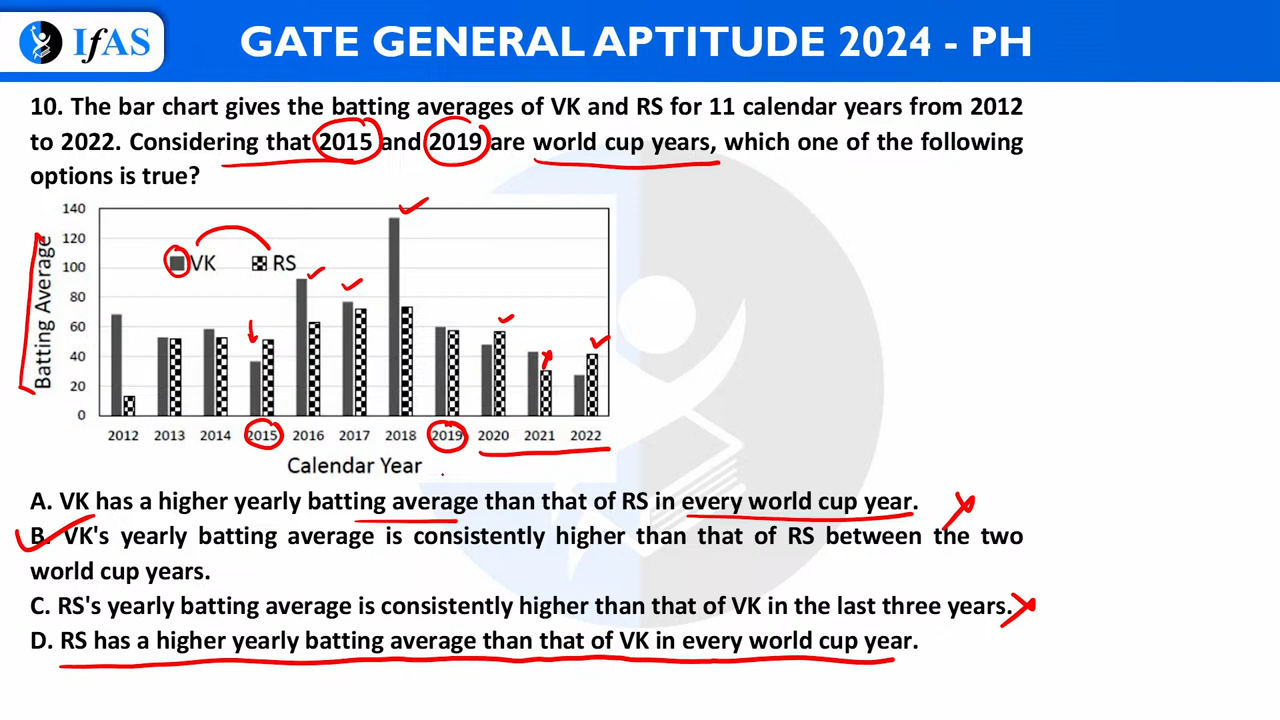 IfAS
GATE GENERAL APTITUDE 2024 - PH
10. The bar chart gives the batting averages of VK and RS for 11 calendar years from 2012
to 2022. Considering that 2015 and 2019 are world cup years, which one of the following
options is true?
140
120
100
80
60
40
20
0
Batting Average
VK
RS
2012 2013 2014 2015 2016 2017 2018 2019 2020 2021 2022
Calendar Year
A. VK has a higher yearly batting average than that of RS in every world cup year.
B. VK's yearly batting average is consistently higher than that of RS between the two
world cup years.
C. RS's yearly batting average is consistently higher than that of VK in the last three years.
D. RS has a higher yearly batting average than that of VK in every world cup year.